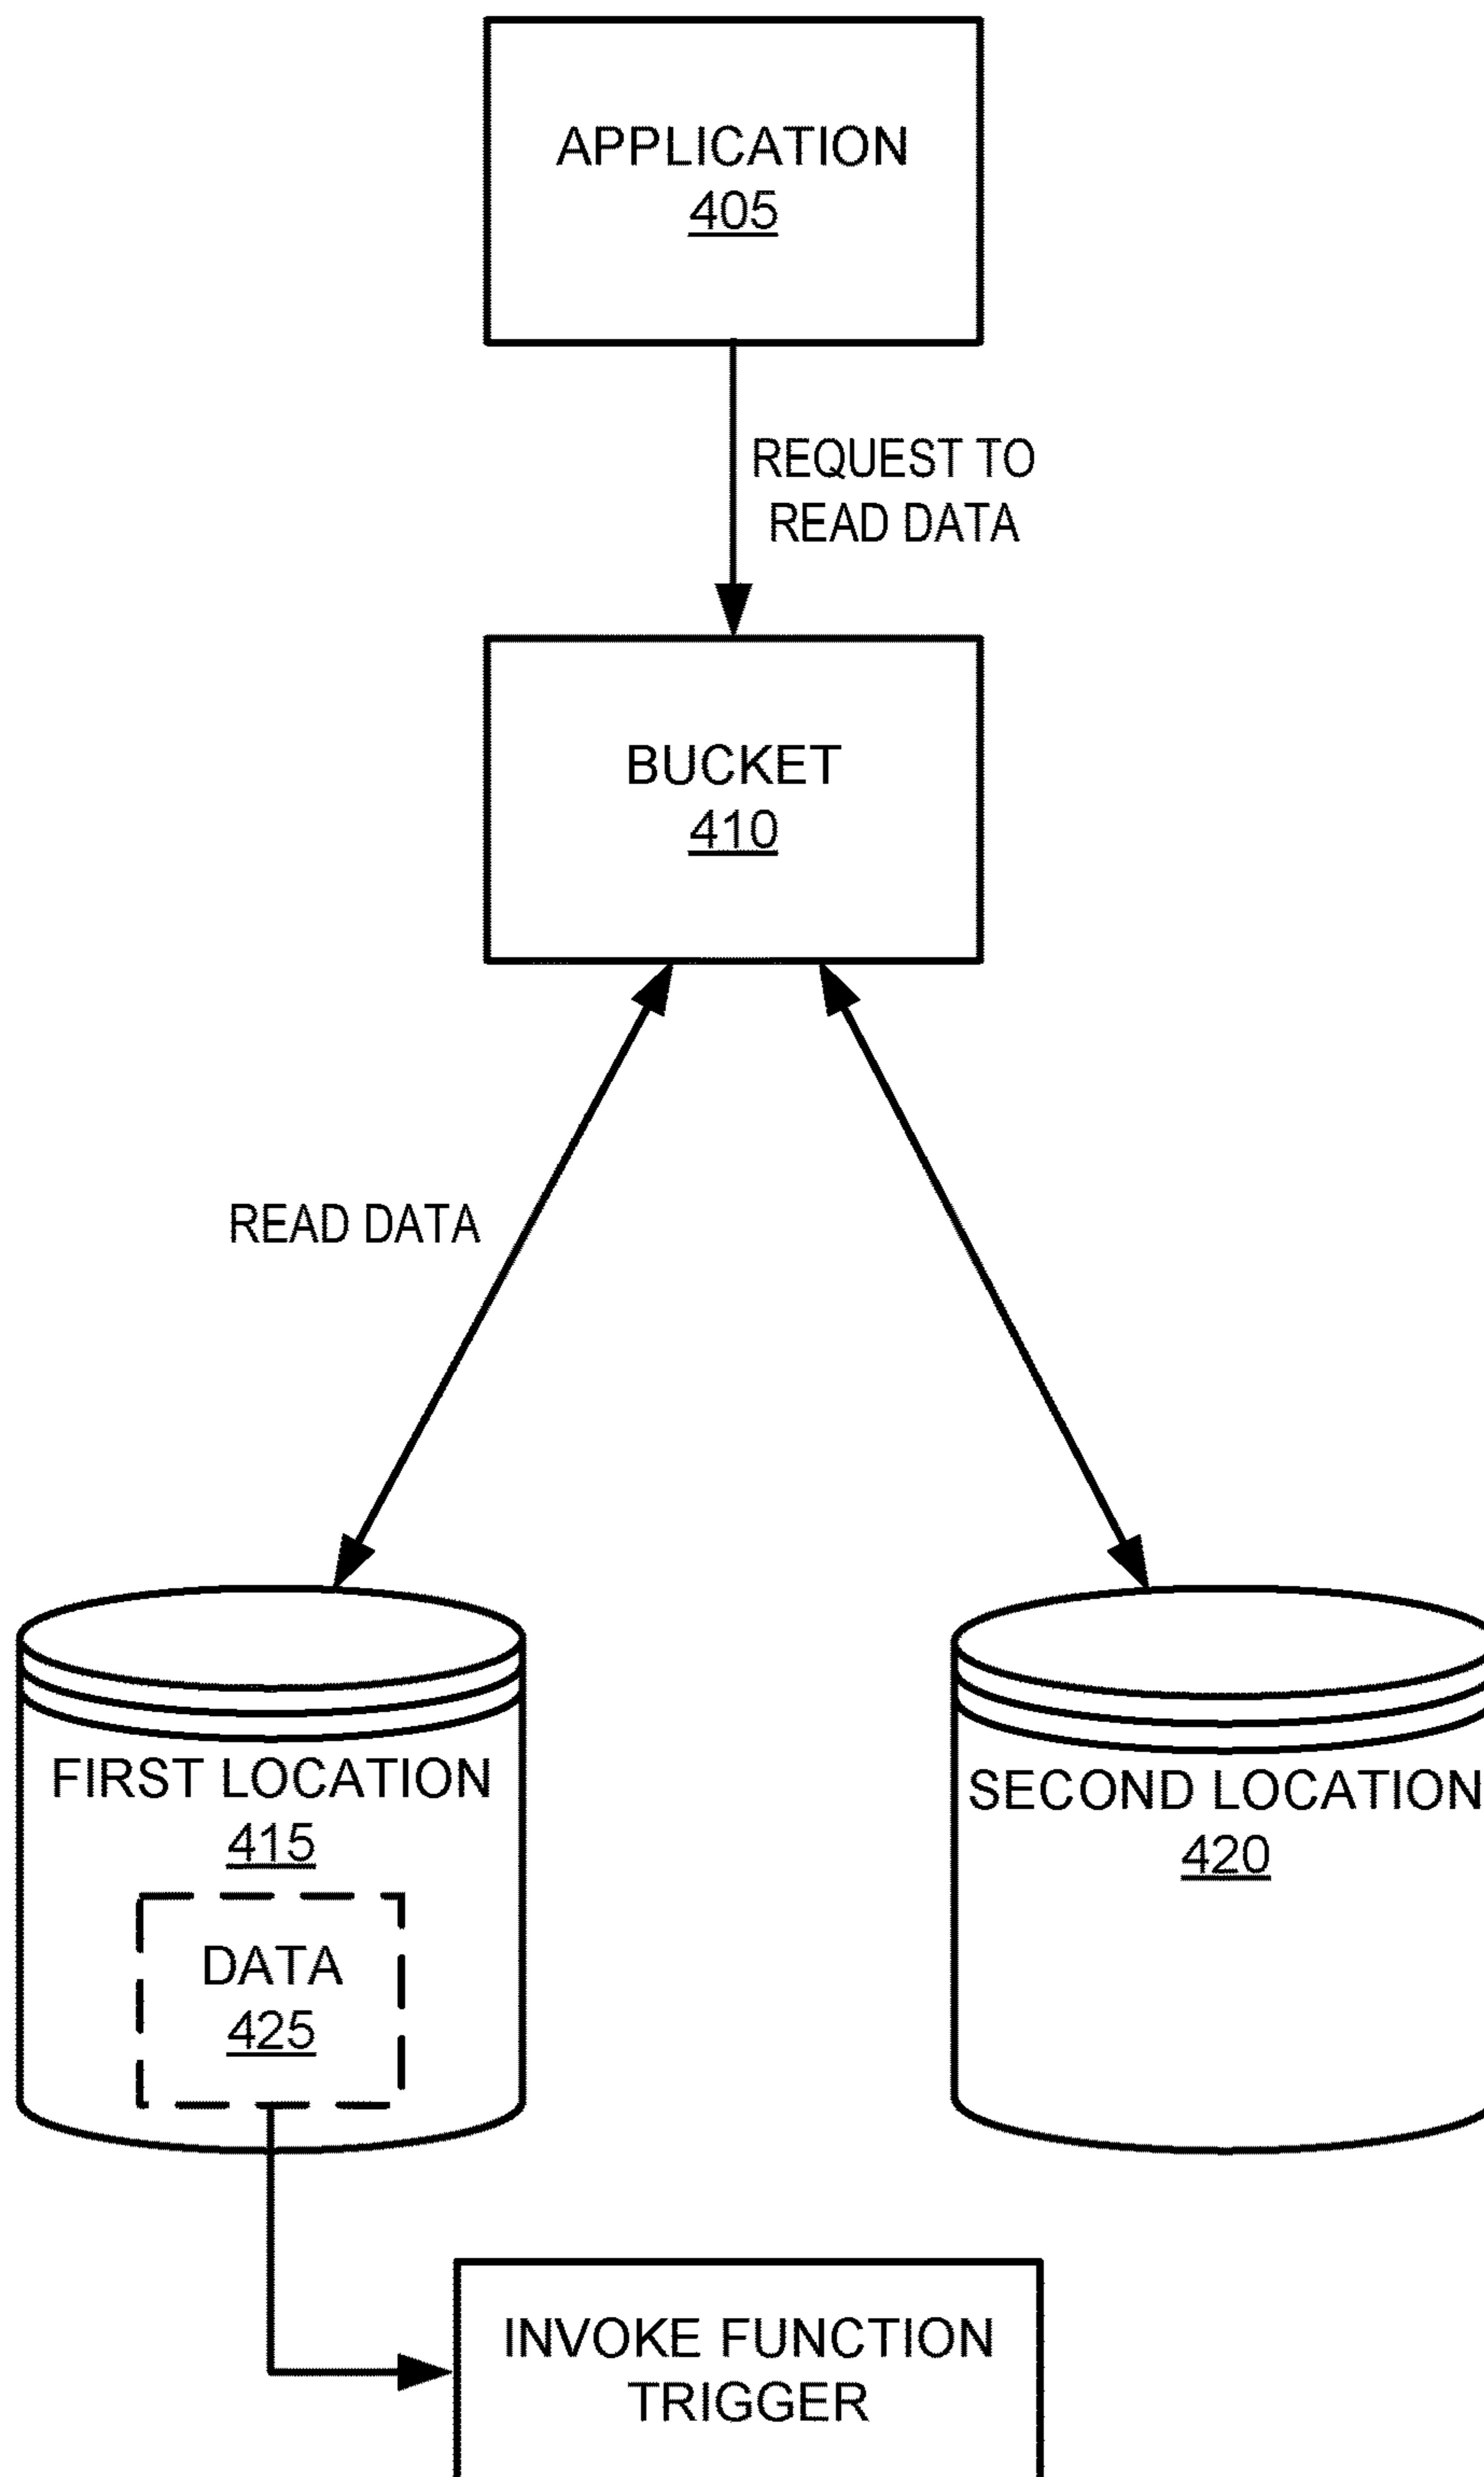 APPLICATION
405
REQUEST TO
READ DATA
BUCKET
410
READ DATA
FIRST LOCATION
415
DATA
425
SECOND LOCATION
420
INVOKE FUNCTION
TRIGGER